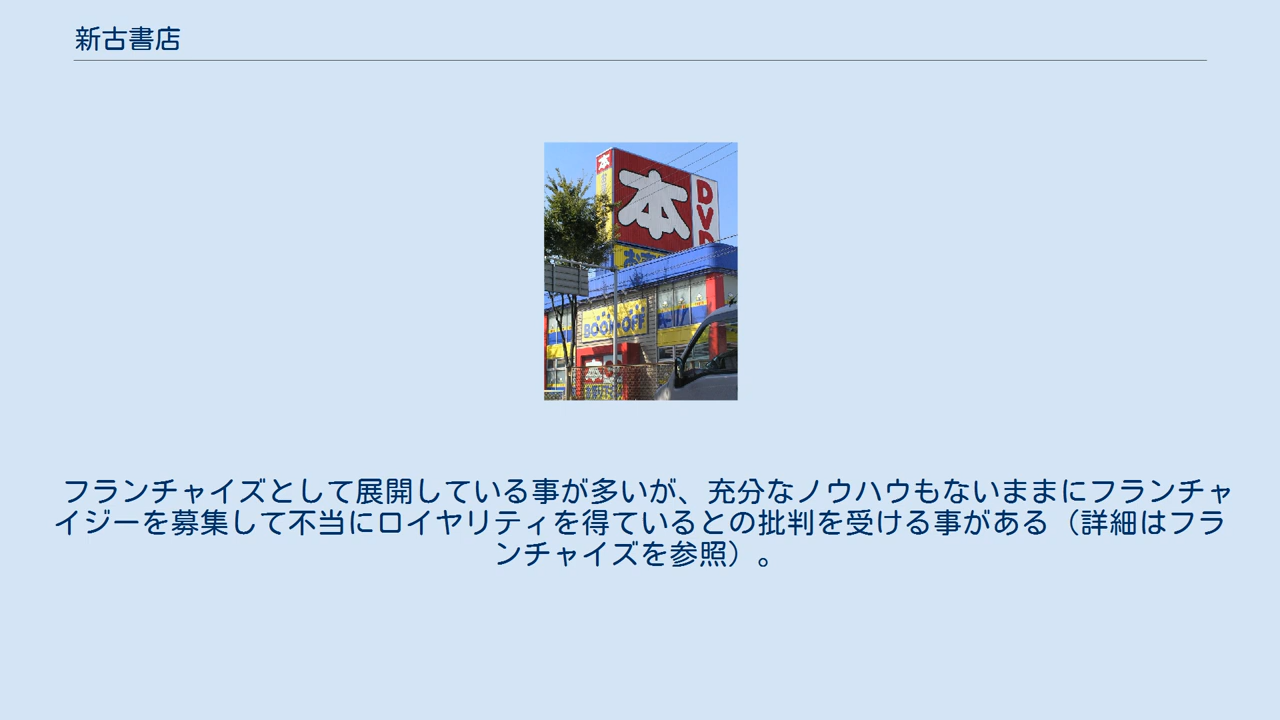 新古書店
本
本
DVD
BOOK・OFF
本
フランチャイズとして展開している事が多いが、充分なノウハウもないままにフランチャ
イジーを募集して不当にロイヤリティを得ているとの批判を受ける事がある（詳細はフラ
ンチャイズを参照）。